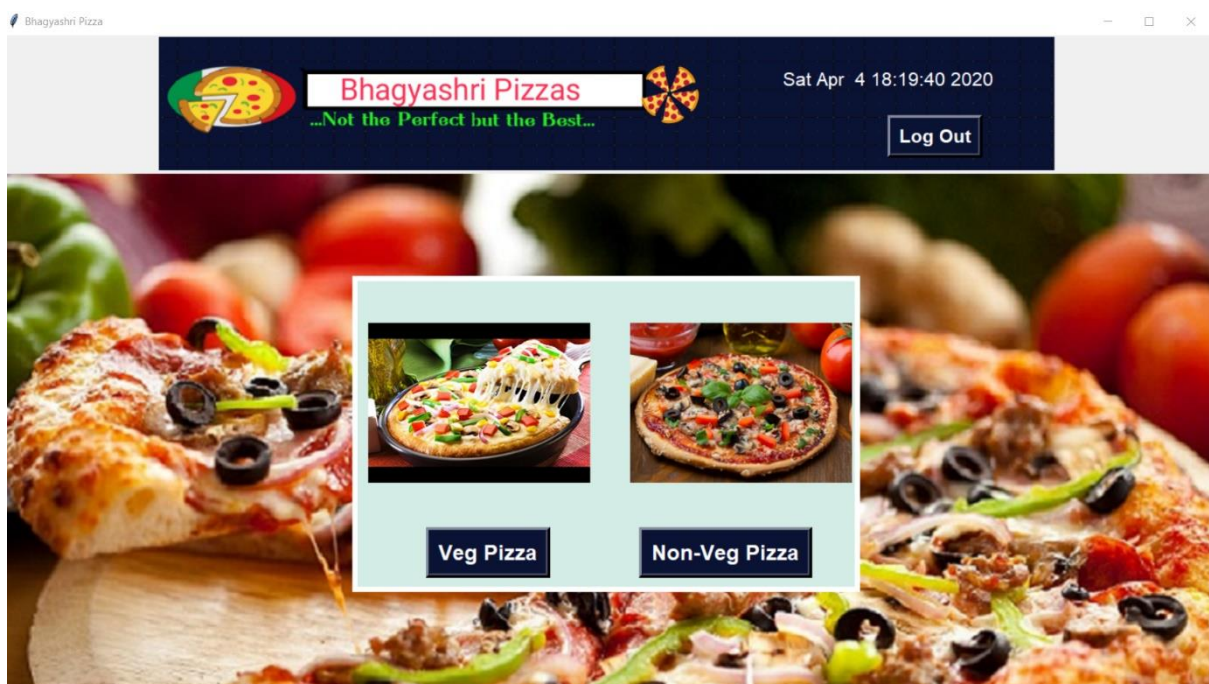 Bhagyashri Pizza
Bhagyashri Pizzas
...Not the Perfect but the Best...
Sat Apr  4 18:19:40 2020
Log Out
Veg Pizza
Non-Veg Pizza